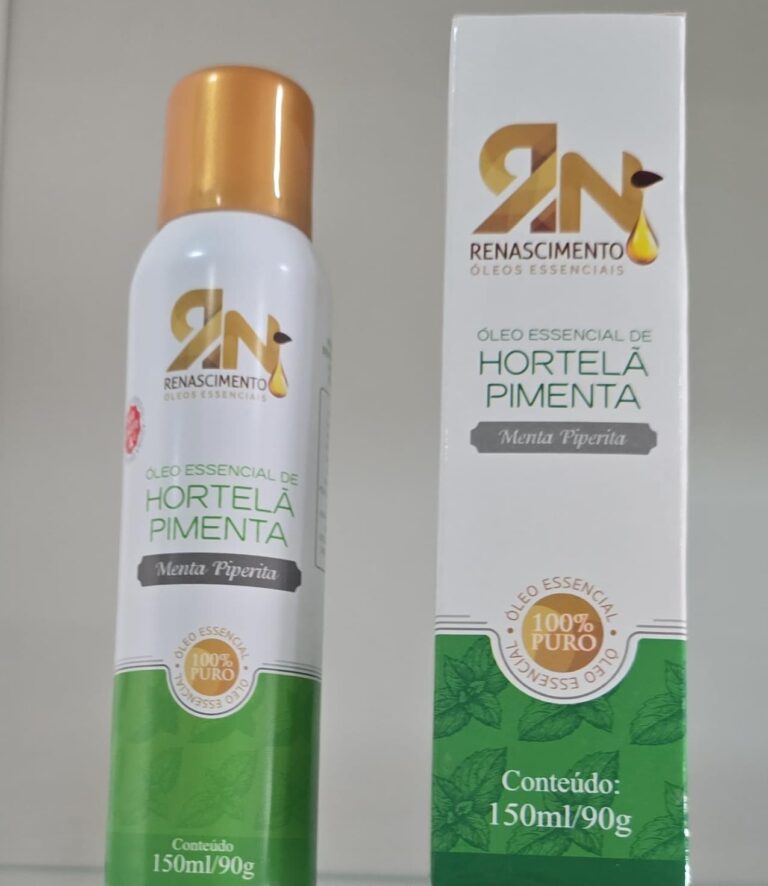 RN
RENASCIMENTO
ÓLEOS ESSENCIAIS
ÓLEO ESSENCIAL DE
HORTELÃ
PIMENTA
Menta Piperita
ÓLEO ESSENCIAL
100%
PURO
ÓLEO ESSENCIAL
Conteúdo
150ml/90g
RN
RENASCIMENTO
ÓLEOS ESSENCIAIS
ÓLEO ESSENCIAL DE
HORTELÃ
PIMENTA
Menta Piperita
ÓLEO ESSENCIAL
100%
PURO
ÓLEO ESSENCIAL
Conteúdo:
150ml/90g